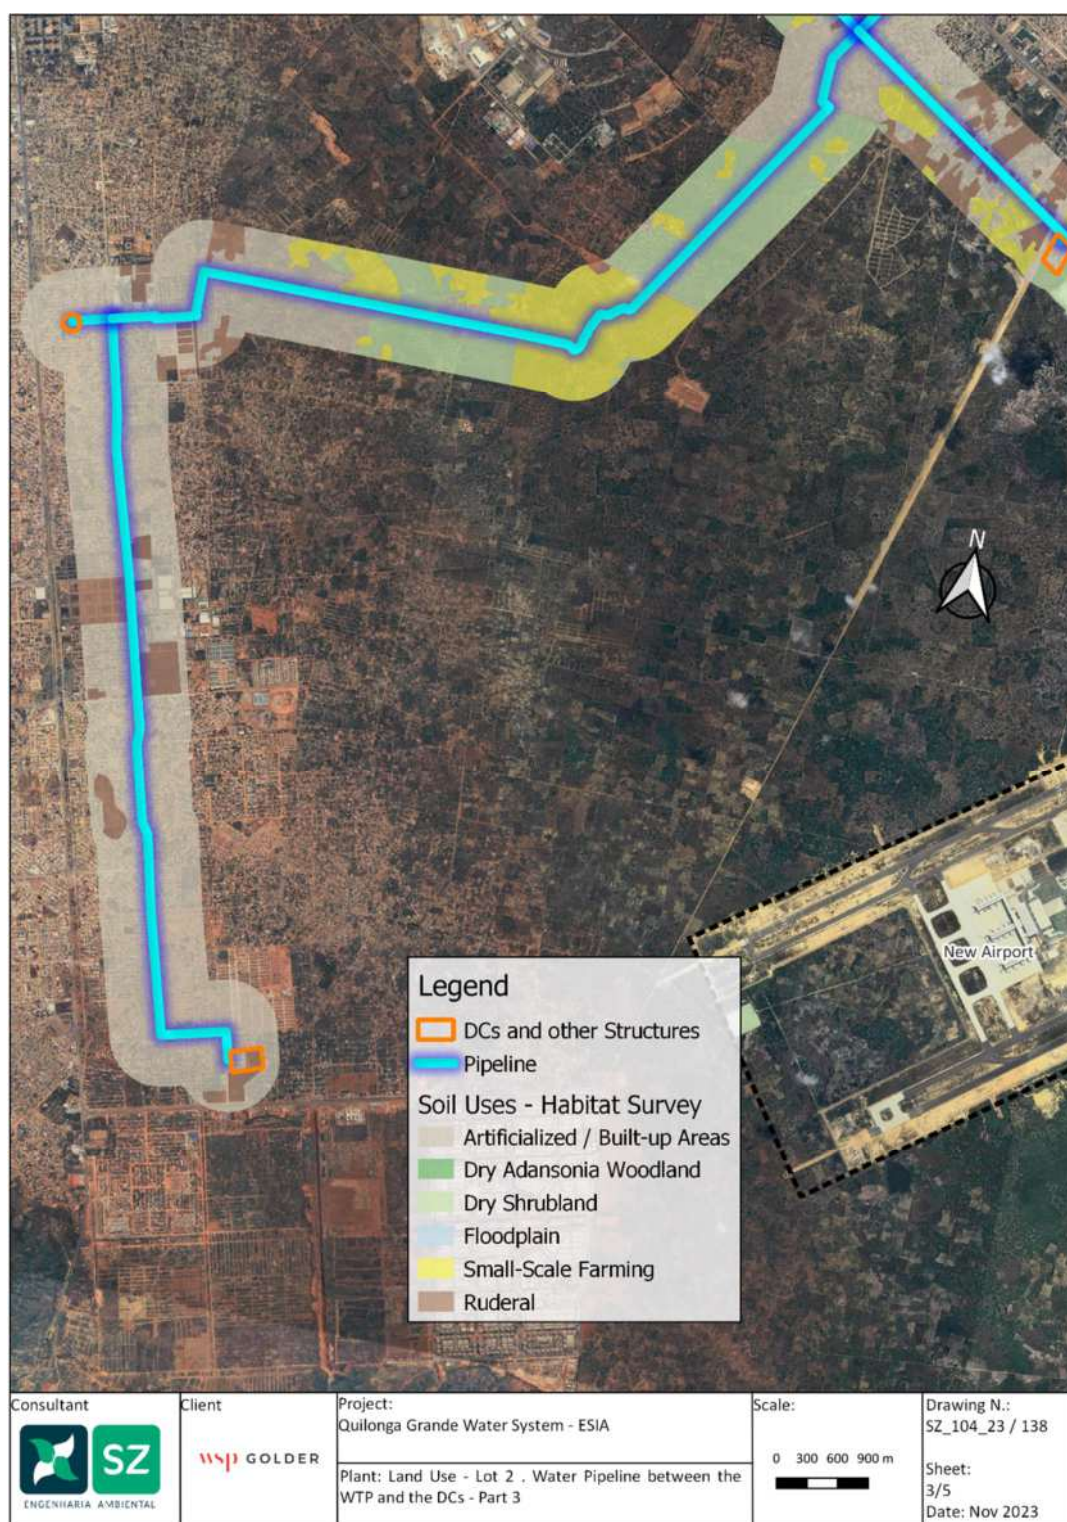 N
New Airport
Legend
DCs and other Structures
Pipeline
Soil Uses - Habitat Survey
Artificialized / Built-up Areas
Dry Adansonia Woodland
Dry Shrubland
Floodplain
Small-Scale Farming
Ruderal
Consultant
SZ
ENGENHARIA AMBIENTAL
Client
wsp GOLDER
Project:
Quilonga Grande Water System - ESIA
Plant: Land Use - Lot 2 . Water Pipeline between the
WTP and the DCs - Part 3
Scale:
0 300 600 900 m
Drawing N.:
SZ_104_23 / 138
Sheet:
3/5
Date: Nov 2023